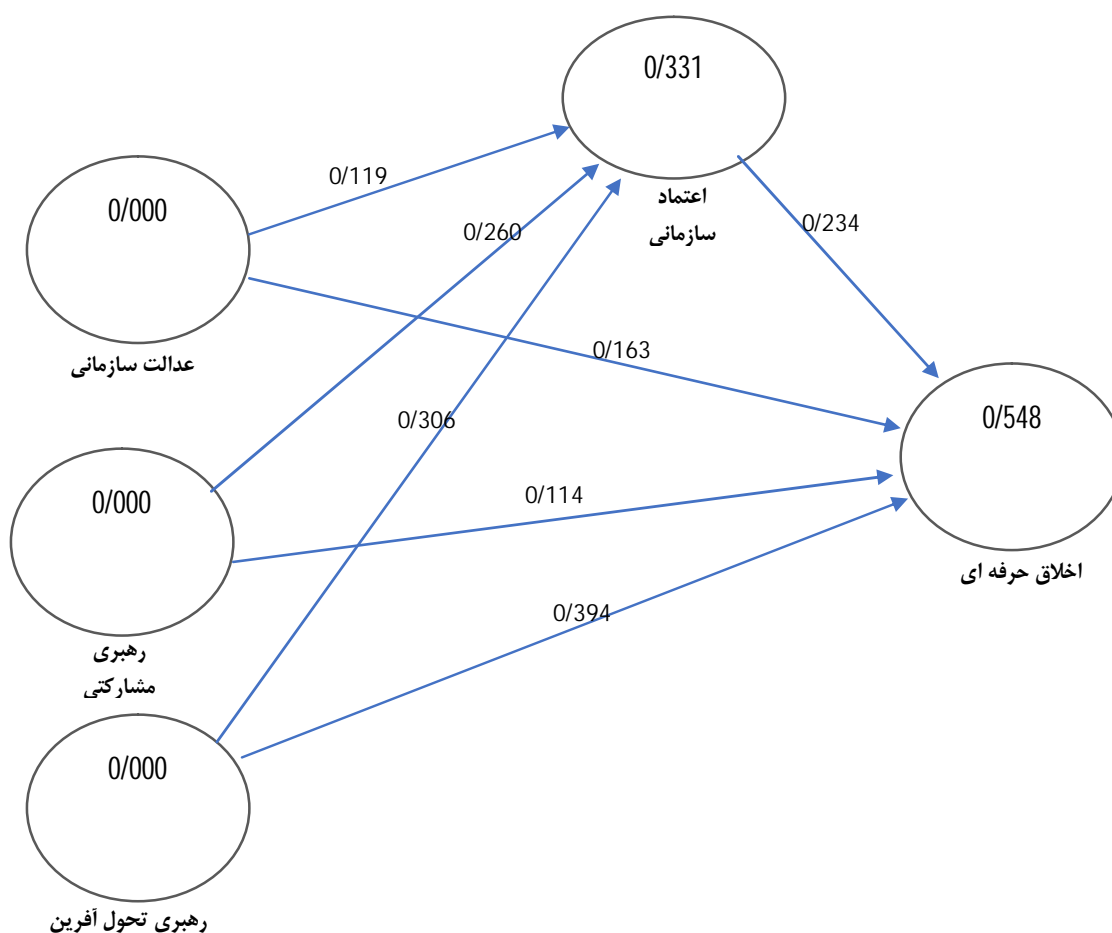 0/331
اعتماد
سازمانی
0/119
0/000
0/260
0/234
عدالت سازمانی
0/163
0/306
0/548
0/000
0/114
اخلاق حرفه ای
رهبری
مشارکتی
0/394
0/000
رهبری تحول آفرین